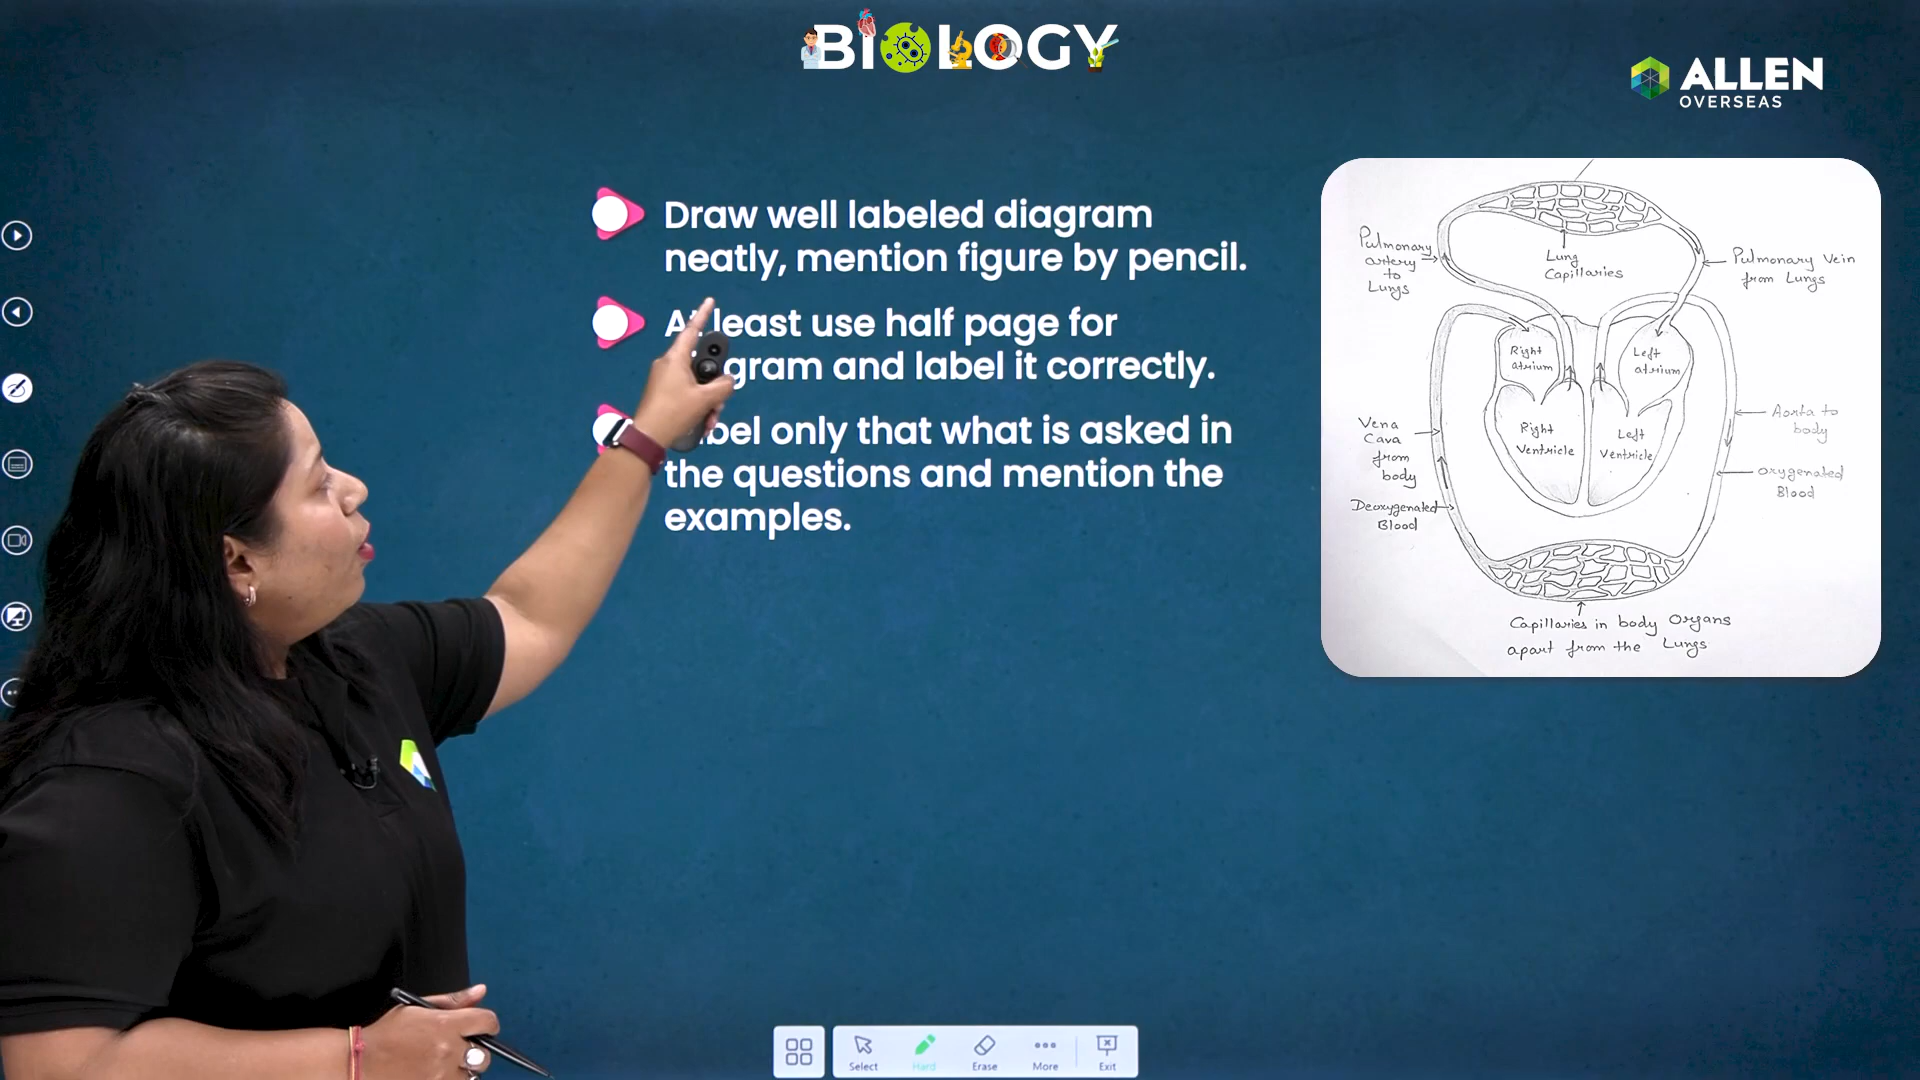 BIOLOGY
ALLEN
OVERSEAS
Draw well labeled diagram
neatly, mention figure by pencil.
At least use half page for
gram and label it correctly.
bel only that what is asked in
the questions and mention the
examples.
Pulmonary
artery
to
Lungs
Lung
Capillaries
Pulmonary Vein
from Lungs
Right
atrium
Left
atrium
Right
Ventricle
Left
Ventricle
Vena
Cava
from
body
Deoxygenated
Blood
Aorta to
body
Oxygenated
Blood
Capillaries in body Organs
apart from the Lungs
Select
Hard
Erase
More
Exit